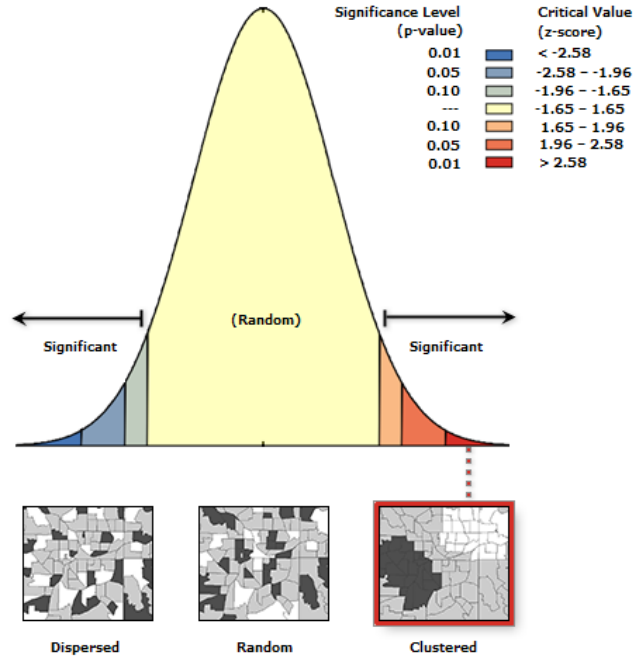 Significance Level Critical Value
(p-value) (z-score)
0.01 < -2.58
0.05 -2.58 – -1.96
0.10 -1.96 – -1.65
--- -1.65 – 1.65
0.10 1.65 – 1.96
0.05 1.96 – 2.58
0.01 > 2.58
(Random)
Significant Significant
Dispersed Random Clustered